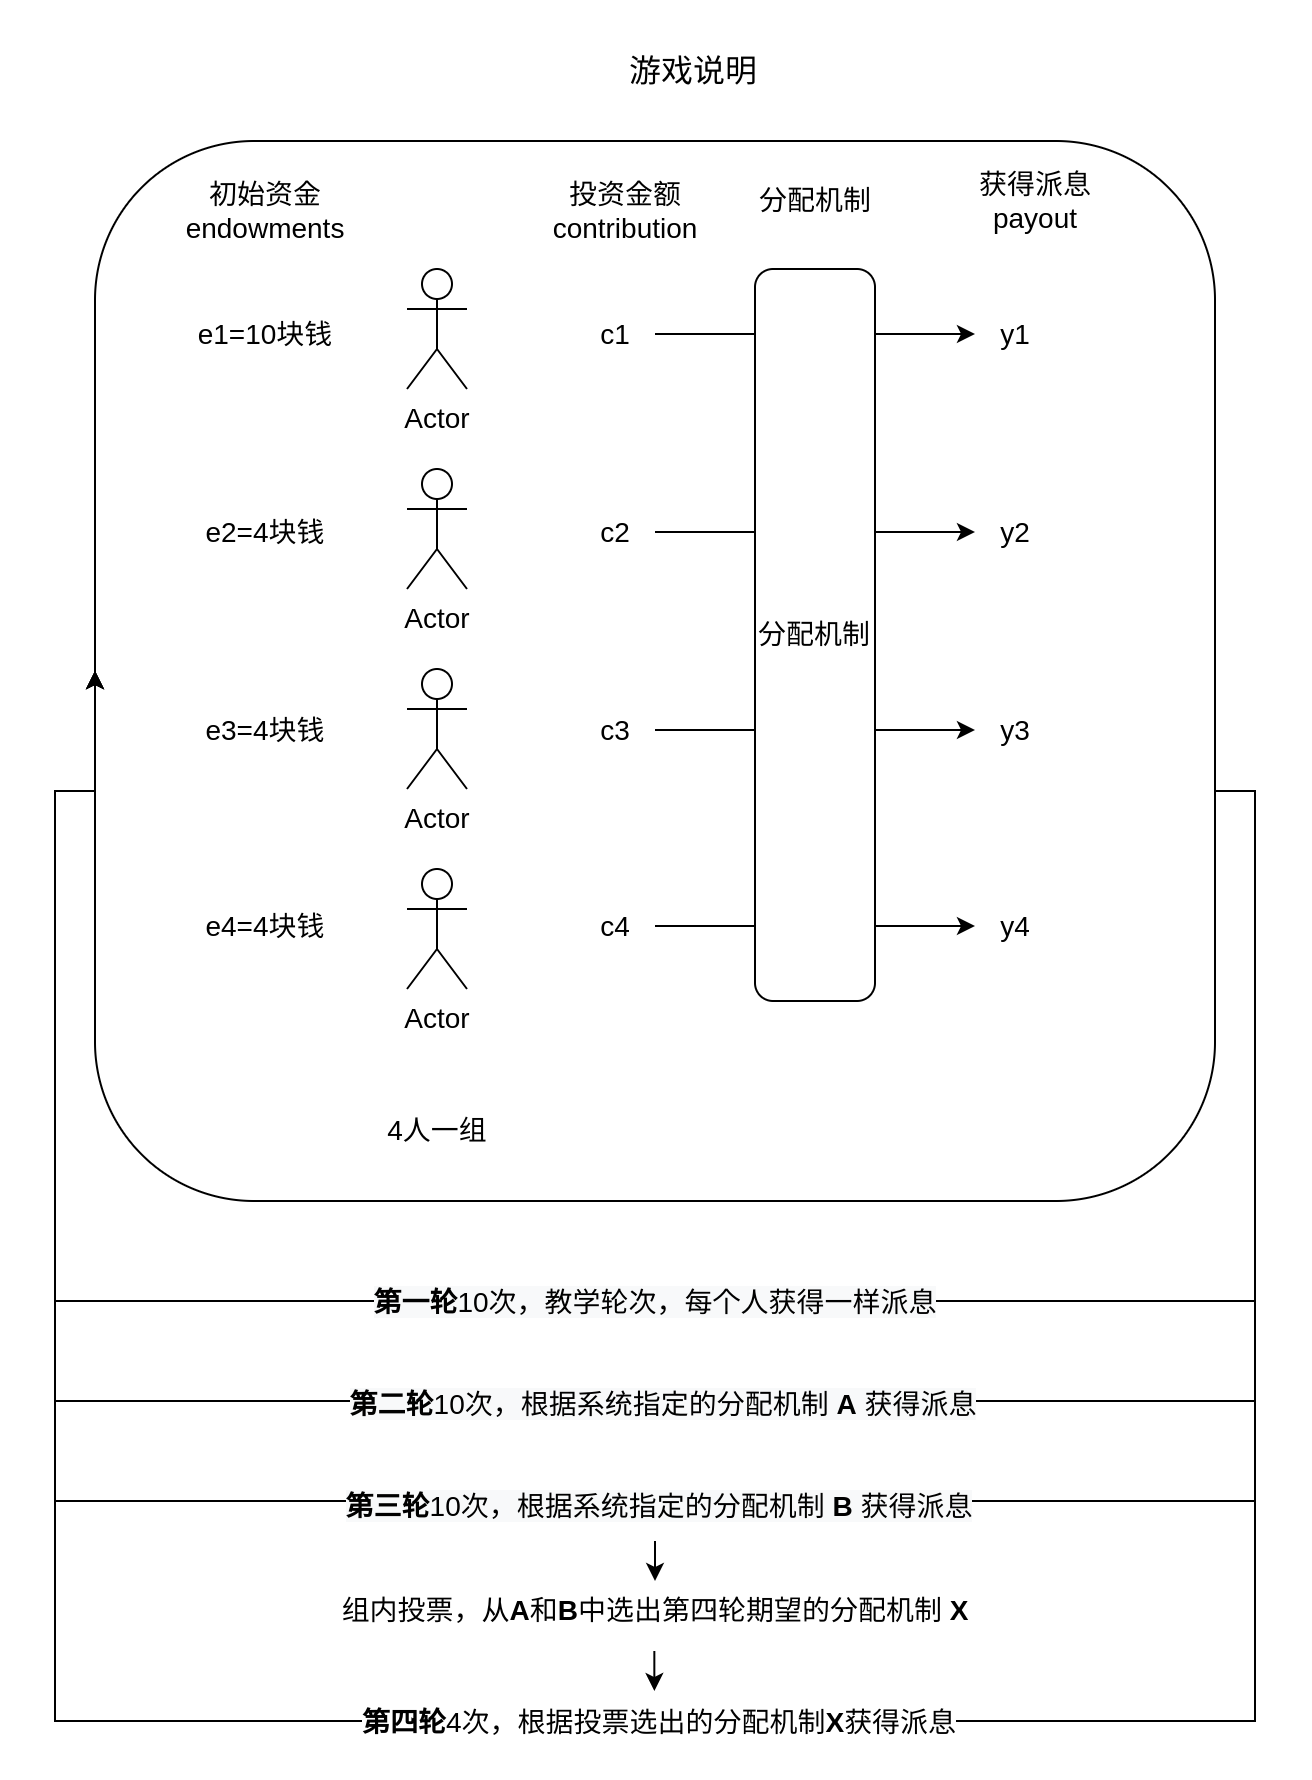 游戏说明
初始资金
endowments
投资金额
contribution
分配机制
获得派息
payout
e1=10块钱
c1
y1
Actor
e2=4块钱
c2
y2
Actor
分配机制
e3=4块钱
c3
y3
Actor
e4=4块钱
c4
y4
Actor
4人一组
第一轮10次，教学轮次，每个人获得一样派息
第二轮10次，根据系统指定的分配机制 A 获得派息
第三轮10次，根据系统指定的分配机制 B 获得派息
组内投票，从A和B中选出第四轮期望的分配机制 X
第四轮4次，根据投票选出的分配机制X获得派息